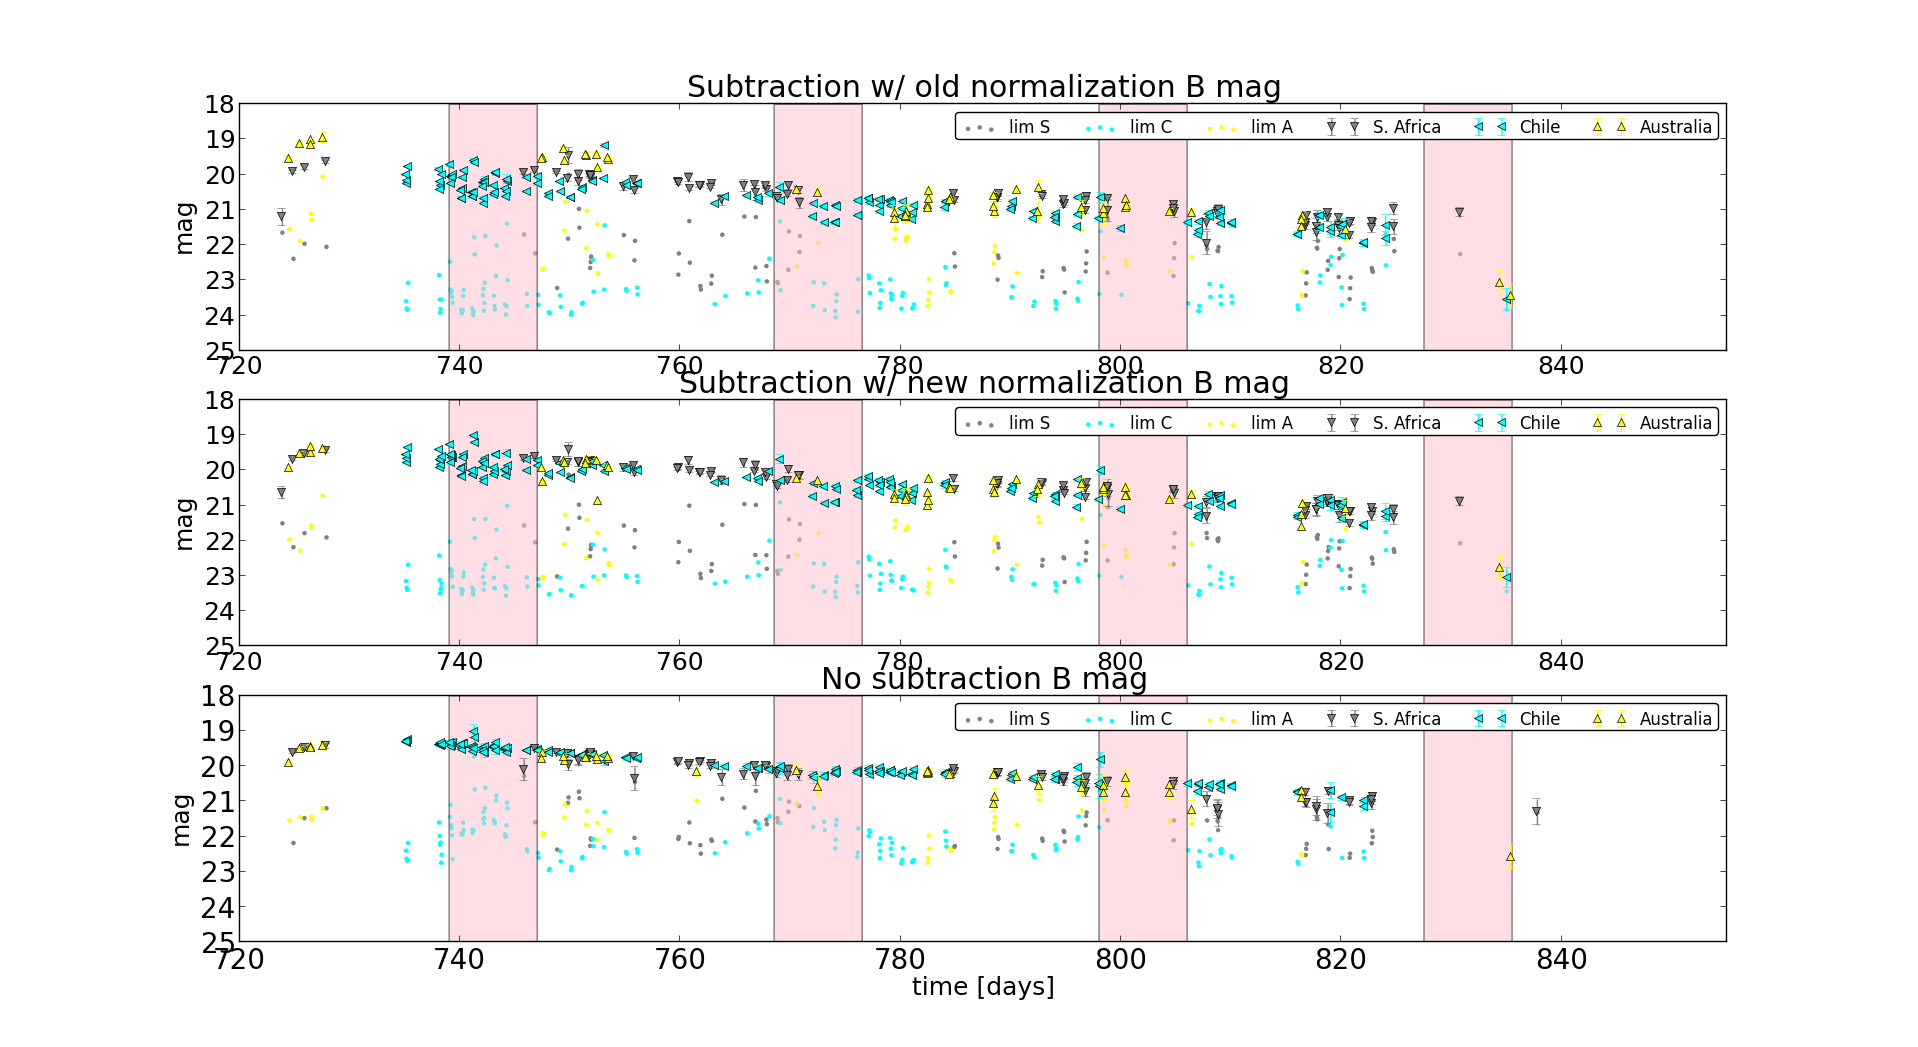 Subtraction w/ old normalization B mag
18
19
20
21
22
23
24
25
mag
lim S lim C lim A S. Africa Chile Australia
720 740 760 780 800 820 840
Subtraction w/ new normalization B mag
18
19
20
21
22
23
24
25
mag
lim S lim C lim A S. Africa Chile Australia
720 740 760 780 800 820 840
No subtraction B mag
18
19
20
21
22
23
24
25
mag
lim S lim C lim A S. Africa Chile Australia
720 740 760 780 800 820 840
time [days]